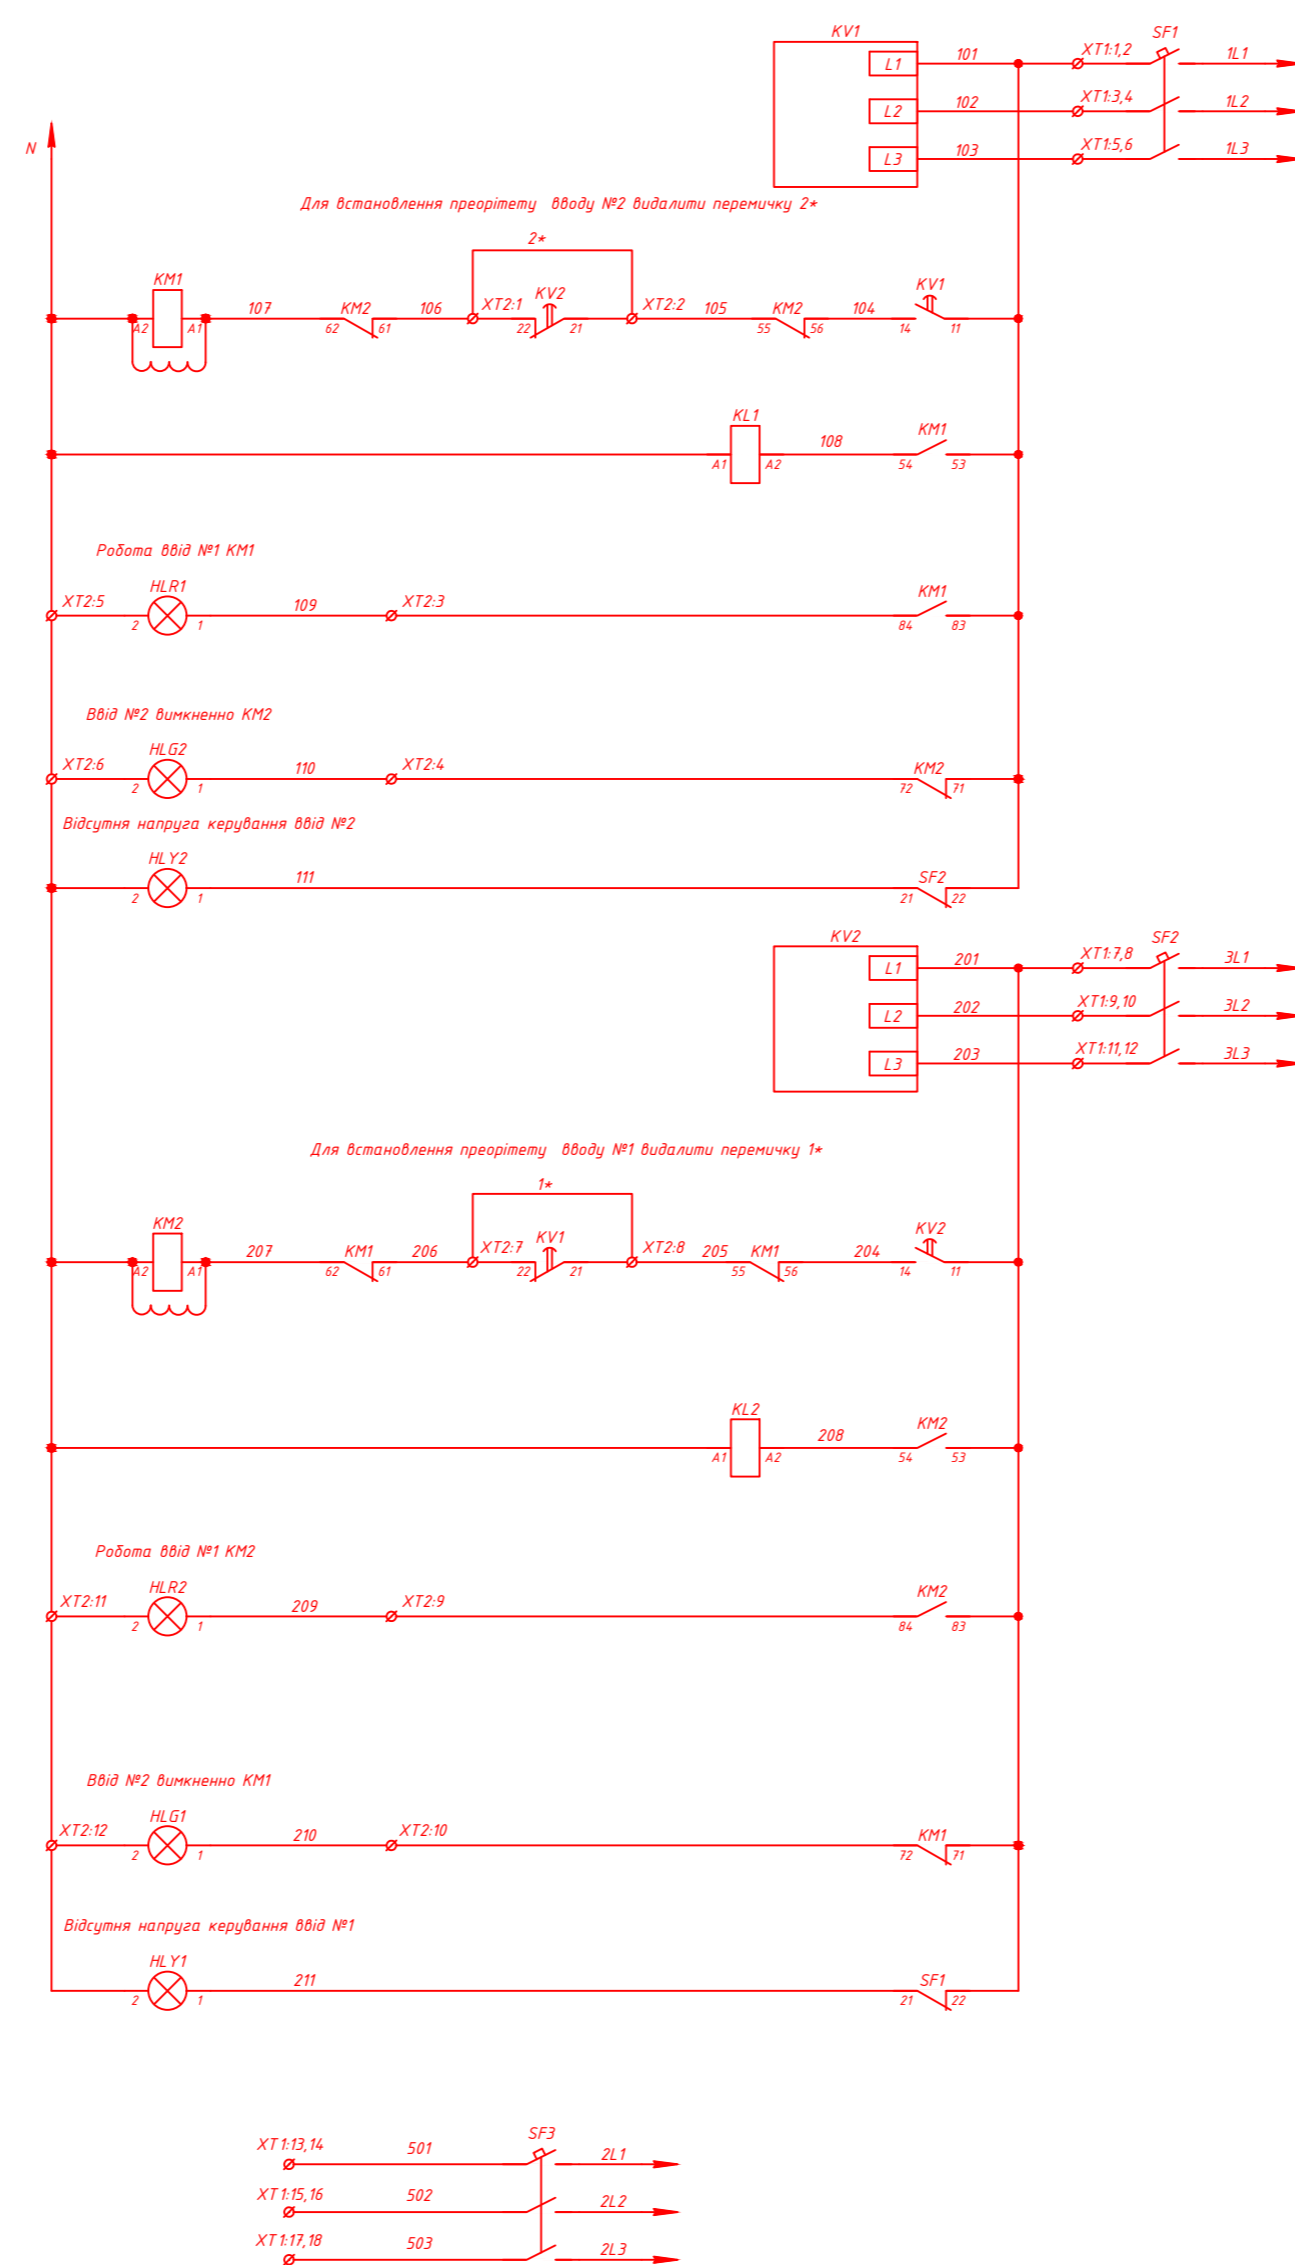 KV1
SF1
L1 101 XT1:1,2 1L1
L2 102 XT1:3,4 1L2
L3 103 XT1:5,6 1L3
N
Для встановлення преорітету вводу №2 видалити перемичку 2*
2*
KM1 107 KM2 106 XT2:1 KV2 XT2:2 105 KM2 104 KV1
A2 A1 62 61 22 21 55 56 14 11
KL1 108 KM1
A1 A2 54 53
Робота ввід №1 KM1
XT2:5 HLR1 109 XT2:3 KM1
2 1 84 83
Ввід №2 вимкненно KM2
XT2:6 HLG2 110 XT2:4 KM2
2 1 72 71
Відсутня напруга керування ввід №2
HLY2 111 SF2
2 1 21 22
KV2
SF2
L1 201 XT1:7,8 3L1
L2 202 XT1:9,10 3L2
L3 203 XT1:11,12 3L3
Для встановлення преорітету вводу №1 видалити перемичку 1*
1*
KM2 207 KM1 206 XT2:7 KV1 XT2:8 205 KM1 204 KV2
A2 A1 62 61 22 21 55 56 14 11
KL2 208 KM2
A1 A2 54 53
Робота ввід №1 KM2
XT2:11 HLR2 209 XT2:9 KM2
2 1 84 83
Ввід №2 вимкненно KM1
XT2:12 HLG1 210 XT2:10 KM1
2 1 72 71
Відсутня напруга керування ввід №1
HLY1 211 SF1
2 1 21 22
SF3
XT1:13,14 501 2L1
XT1:15,16 502 2L2
XT1:17,18 503 2L3